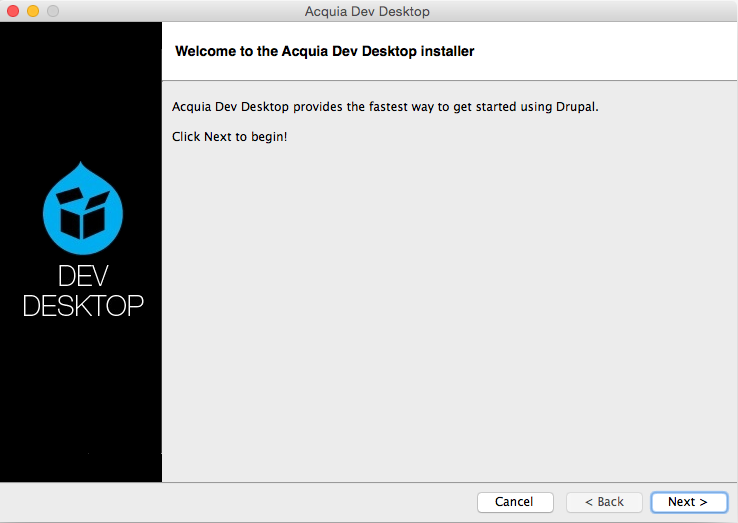 Acquia Dev Desktop
Welcome to the Acquia Dev Desktop installer
Acquia Dev Desktop provides the fastest way to get started using Drupal.
Click Next to begin!
DEV
DESKTOP
Cancel
< Back
Next >